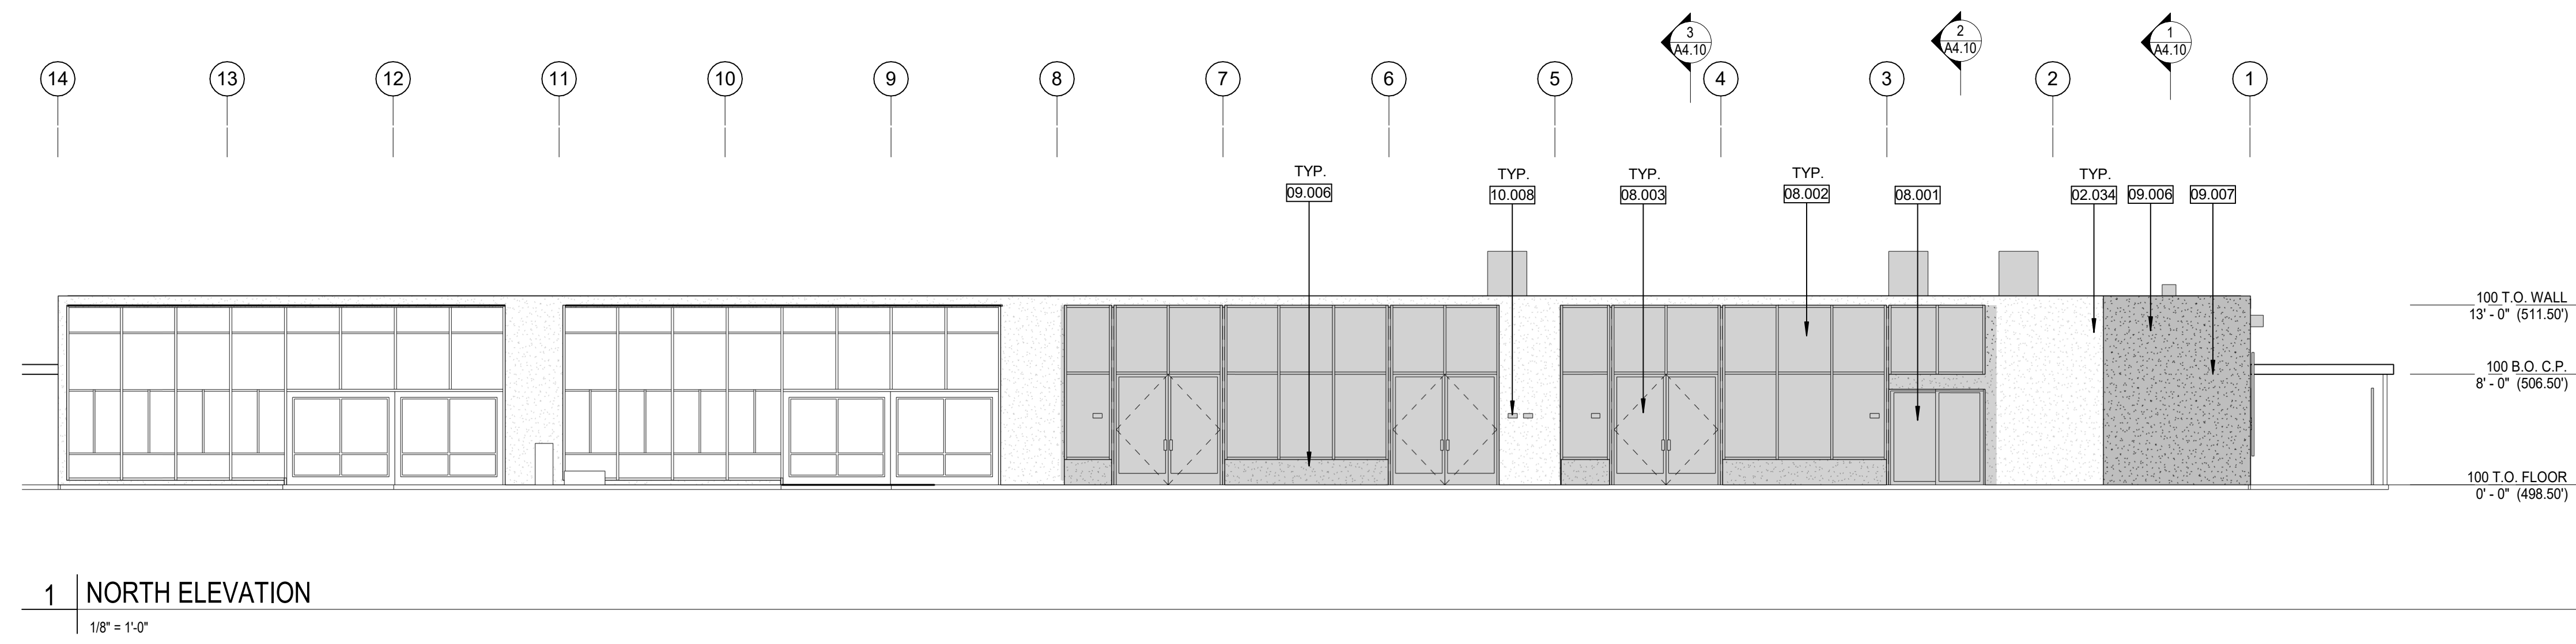 3
A4.10
2
A4.10
1
A4.10
14
13
12
11
10
9
8
7
6
5
4
3
2
1
TYP.
09.006
TYP.
10.008
TYP.
08.003
TYP.
08.002
08.001
TYP.
02.034
09.006
09.007
100 T.O. WALL
13' - 0" (511.50')
100 B.O. C.P.
8' - 0" (506.50')
100 T.O. FLOOR
0' - 0" (498.50')
1
NORTH ELEVATION
1/8" = 1'-0"